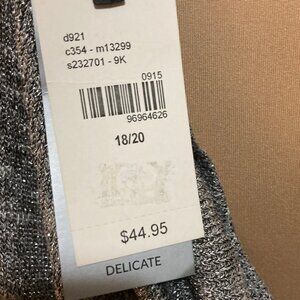 d921
c354 - m13299
s232701 - 9K
0915
96964626
18/20
$44.95
DELICATE